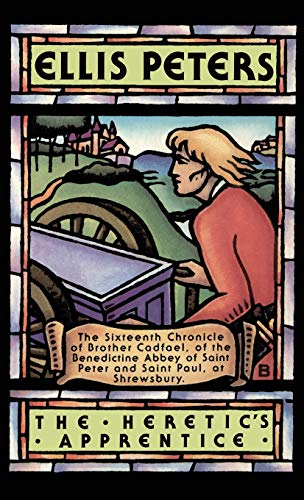 ELLIS PETERS
The Sixteenth Chronicle
of Brother Cadfael, of the
Benedictine Abbey of Saint
Peter and Saint Paul, at
Shrewsbury.
B
THE · HERETIC'S
· APPRENTICE ·